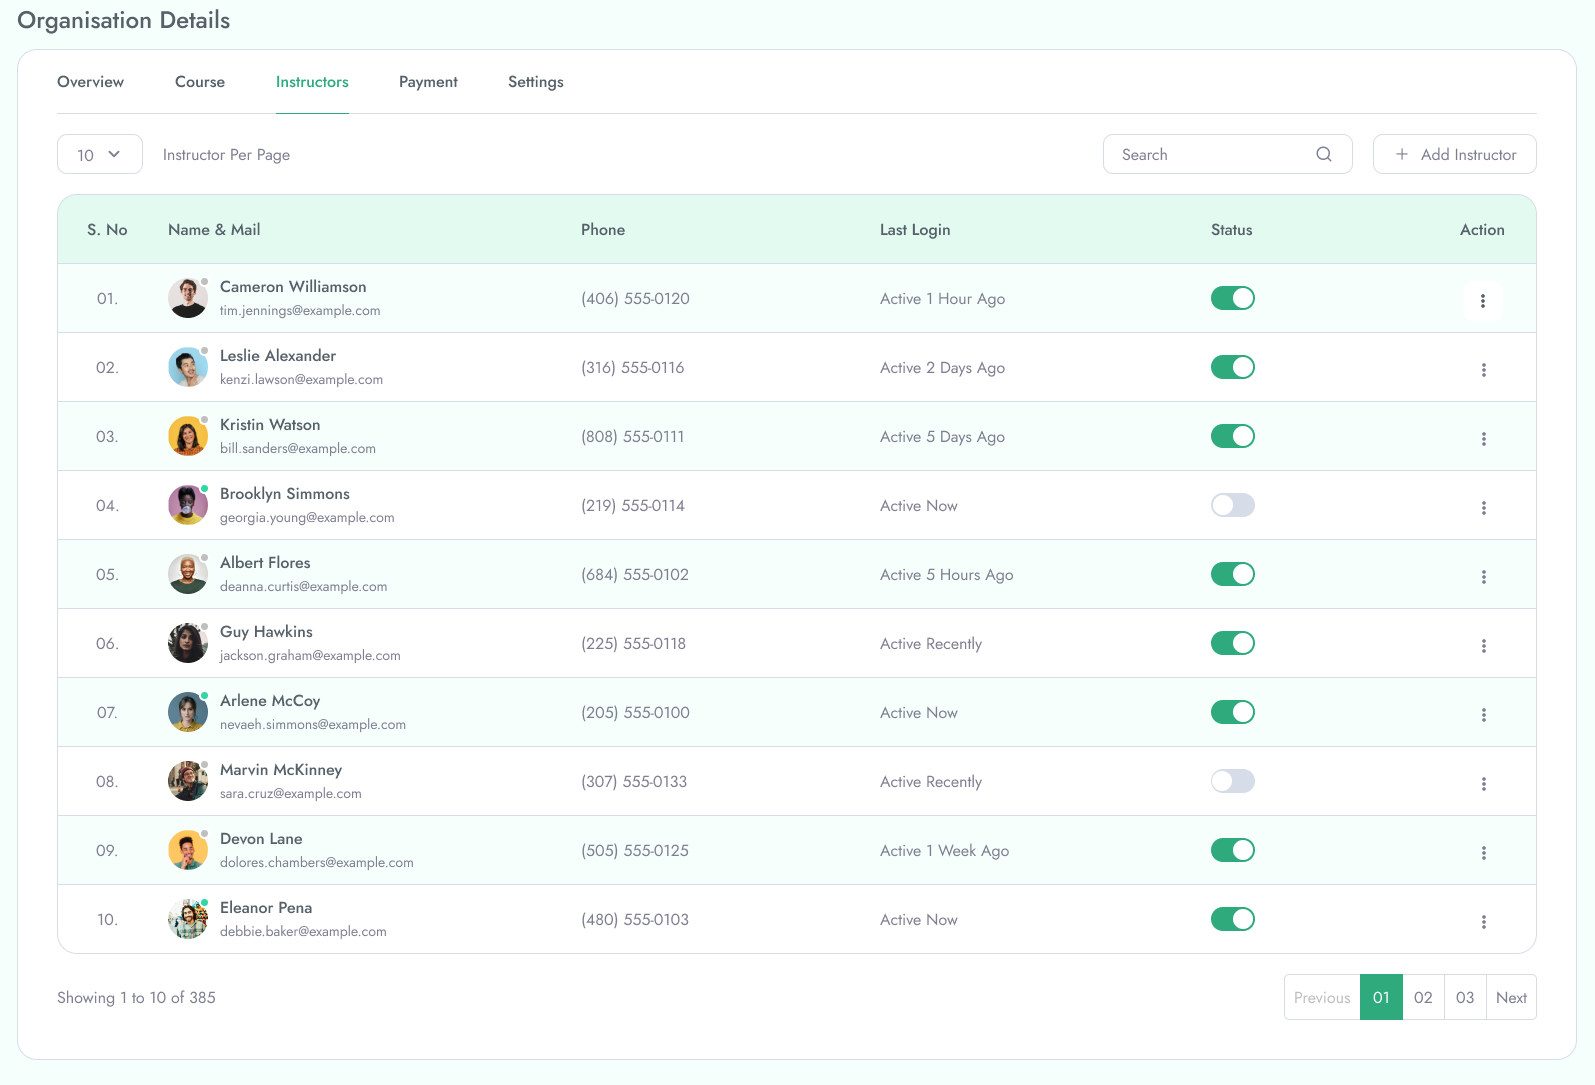 Organisation Details
Overview Course Instructors Payment Settings
10 Instructor Per Page Search + Add Instructor
S. No Name & Mail Phone Last Login Status Action
01. Cameron Williamson (406) 555-0120 Active 1 Hour Ago
tim.jennings@example.com
02. Leslie Alexander (316) 555-0116 Active 2 Days Ago
kenzi.lawson@example.com
03. Kristin Watson (808) 555-0111 Active 5 Days Ago
bill.sanders@example.com
04. Brooklyn Simmons (219) 555-0114 Active Now
georgia.young@example.com
05. Albert Flores (684) 555-0102 Active 5 Hours Ago
deanna.curtis@example.com
06. Guy Hawkins (225) 555-0118 Active Recently
jackson.graham@example.com
07. Arlene McCoy (205) 555-0100 Active Now
nevaeh.simmons@example.com
08. Marvin McKinney (307) 555-0133 Active Recently
sara.cruz@example.com
09. Devon Lane (505) 555-0125 Active 1 Week Ago
dolores.chambers@example.com
10. Eleanor Pena (480) 555-0103 Active Now
debbie.baker@example.com
Showing 1 to 10 of 385 Previous 01 02 03 Next